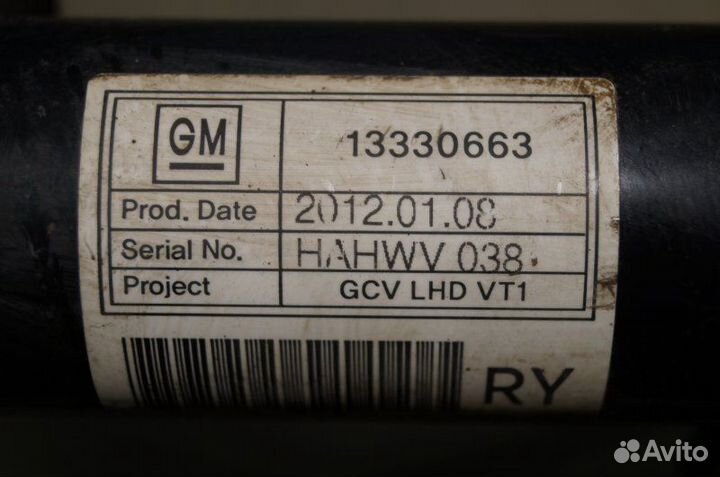 GM 13330663
Prod. Date 2012.01.08
Serial No. HAHWV 038
Project GCV LHD VT1
RY
Avito